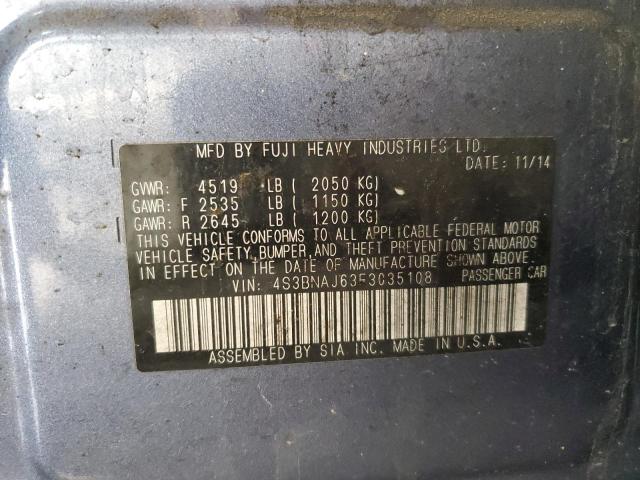 MFD BY FUJI HEAVY INDUSTRIES LTD.
DATE: 11/14
GVWR: 4519 LB ( 2050 KG)
GAWR: F 2535 LB ( 1150 KG)
GAWR: R 2645 LB ( 1200 KG)
THIS VEHICLE CONFORMS TO ALL APPLICABLE FEDERAL MOTOR
VEHICLE SAFETY, BUMPER, AND THEFT PREVENTION STANDARDS
IN EFFECT ON THE DATE OF MANUFACTURE SHOWN ABOVE.
VIN: 4S3BNAJ63F3035108 PASSENGER CAR
ASSEMBLED BY SIA INC. MADE IN U.S.A.